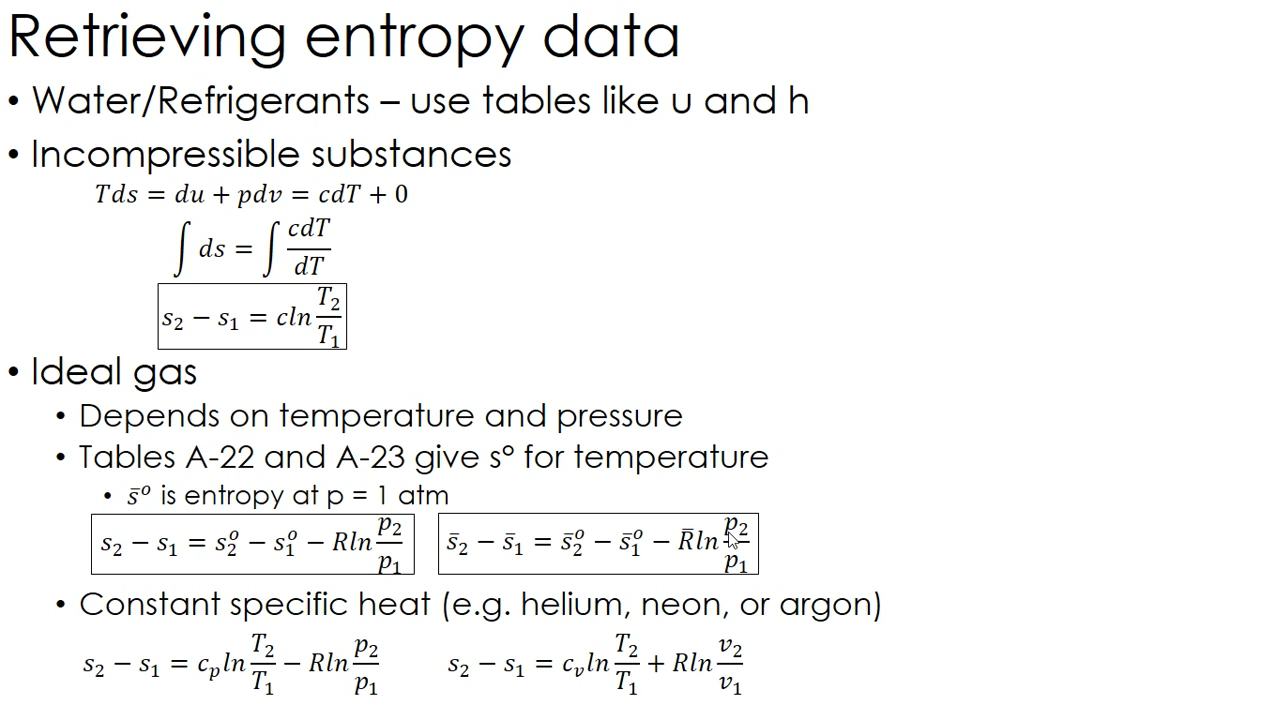 Retrieving entropy data
• Water/Refrigerants – use tables like u and h
• Incompressible substances
Tds = du + pdv = cdT + 0
∫ ds = ∫ cdT/dT
s₂ − s₁ = cln T₂/T₁
• Ideal gas
• Depends on temperature and pressure
• Tables A-22 and A-23 give s° for temperature
• s̄ᵒ is entropy at p = 1 atm
s₂ − s₁ = s₂ᵒ − s₁ᵒ − Rln p₂/p₁
s̄₂ − s̄₁ = s̄₂ᵒ − s̄₁ᵒ − R̄ln p₂/p₁
• Constant specific heat (e.g. helium, neon, or argon)
s₂ − s₁ = cₚln T₂/T₁ − Rln p₂/p₁
s₂ − s₁ = cᵥln T₂/T₁ + Rln v₂/v₁